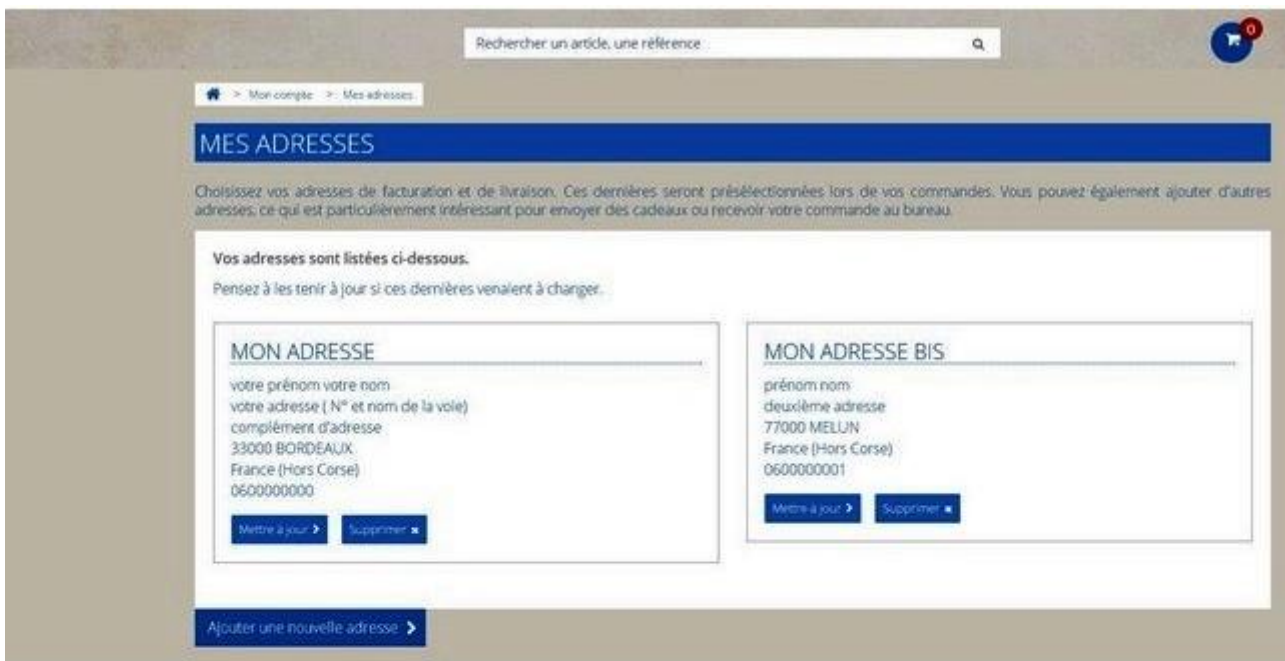 Rechercher un article, une référence
0
> Mon compte > Mes adresses
MES ADRESSES
Choisissez vos adresses de facturation et de livraison. Ces dernières seront présélectionnées lors de vos commandes. Vous pouvez également ajouter d'autres
adresses, ce qui est particulièrement intéressant pour envoyer des cadeaux ou recevoir votre commande au bureau.
Vos adresses sont listées ci-dessous.
Pensez à les tenir à jour si ces dernières venaient à changer.
MON ADRESSE
votre prénom votre nom
votre adresse ( N° et nom de la voie)
complément d'adresse
33000 BORDEAUX
France (Hors Corse)
0600000000
Mettre à jour >
Supprimer ×
MON ADRESSE BIS
prénom nom
deuxième adresse
77000 MELUN
France (Hors Corse)
0600000001
Mettre à jour >
Supprimer ×
Ajouter une nouvelle adresse >